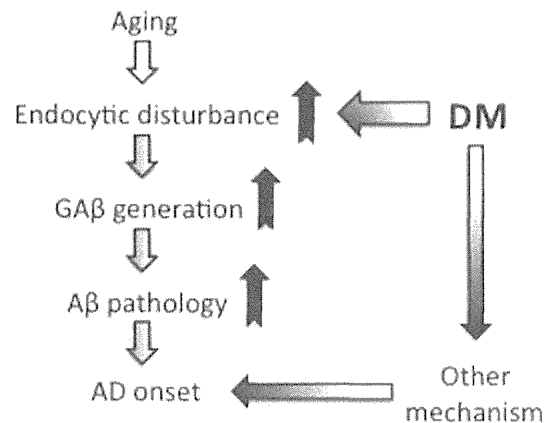 Aging
Endocytic disturbance
DM
GAβ generation
Aβ pathology
AD onset
Other
mechanism